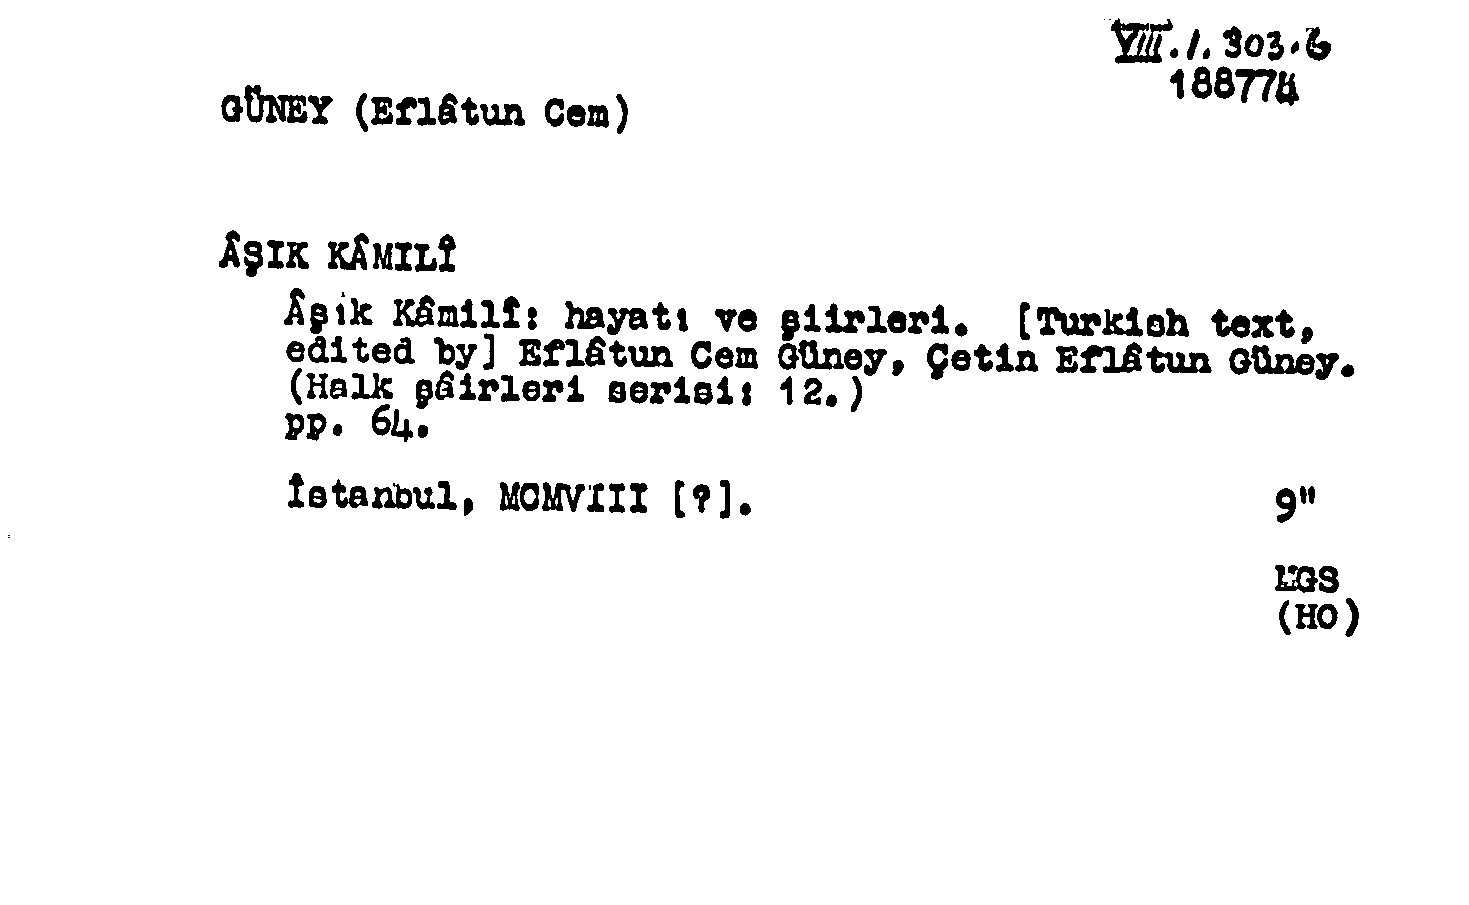 VIII.1.303.6
188774
GÜNEY (Eflâtun Cem)
ÂŞIK KÂMILÎ
Âşık Kâmilî: hayatı ve şiirleri. [Turkish text,
edited by] Eflâtun Cem Güney, Çetin Eflâtun Güney.
(Halk şâirleri serisi: 12.)
pp. 64.
İstanbul, MCMVIII [?].
9"
MGS
(HO)